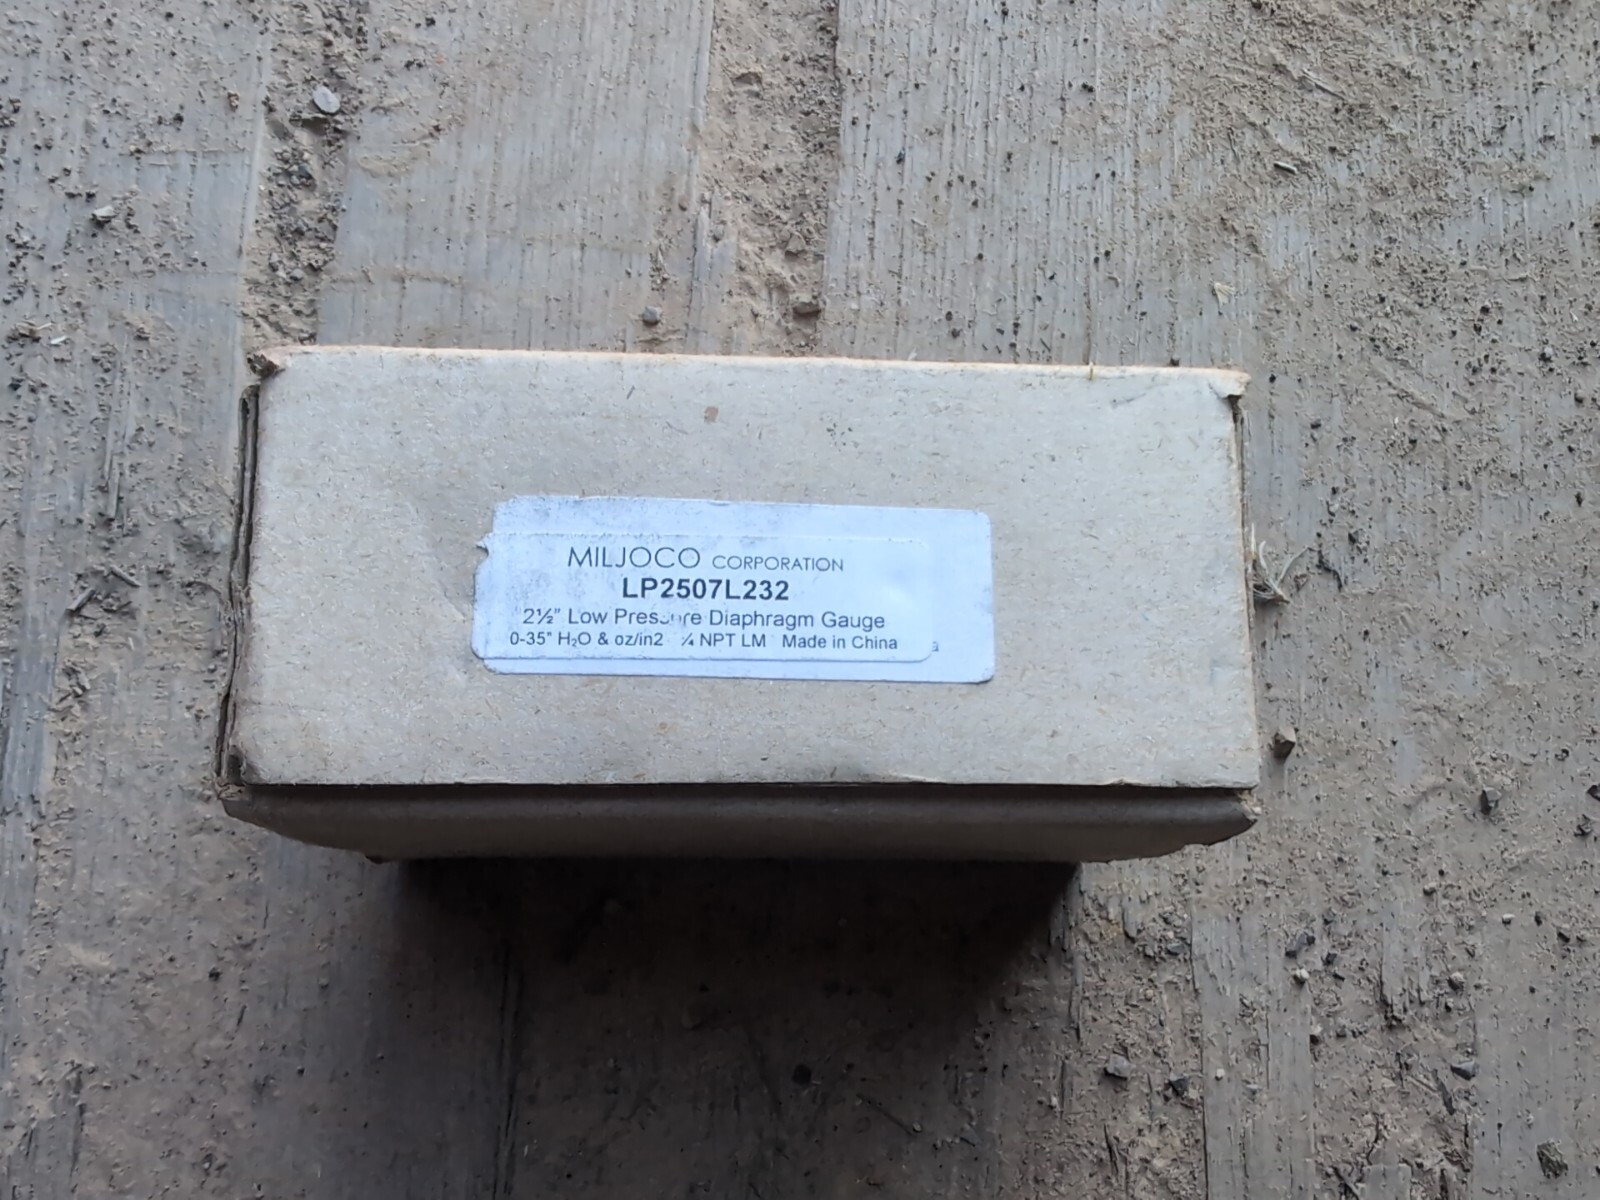 MILJOCO CORPORATION
LP2507L232
2½" Low Pressure Diaphragm Gauge
0-35" H₂O & oz/in2 ¼ NPT LM Made in China